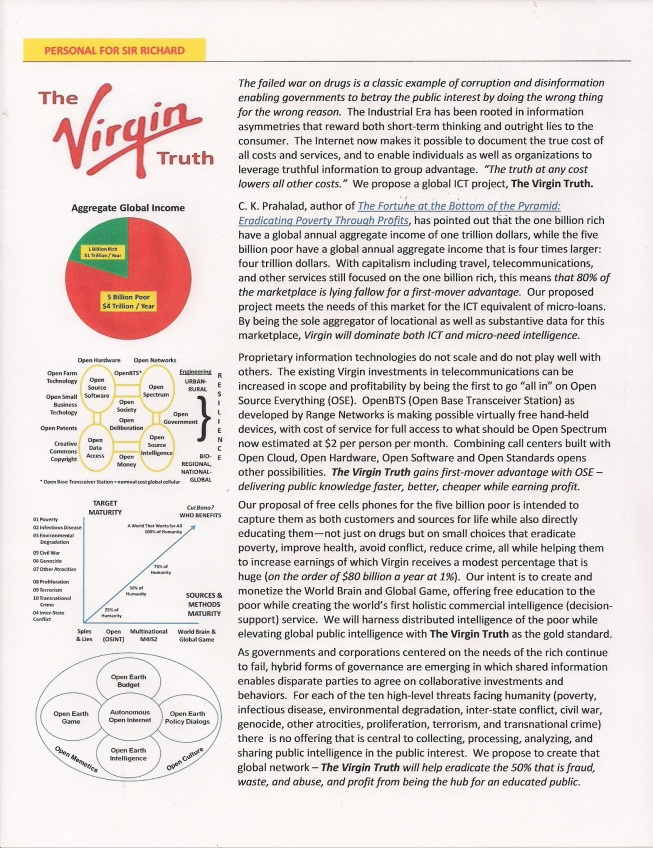 PERSONAL FOR SIR RICHARD
The
Virgin
Truth
The failed war on drugs is a classic example of corruption and disinformation
enabling governments to betray the public interest by doing the wrong thing
for the wrong reason. The Industrial Era has been rooted in information
asymmetries that reward both short-term thinking and outright lies to the
consumer. The Internet now makes it possible to document the true cost of
all costs and services, and to enable individuals as well as organizations to
leverage truthful information to group advantage. "The truth at any cost
lowers all other costs." We propose a global ICT project, The Virgin Truth.
Aggregate Global Income
1 Billion Rich
$1 Trillion / Year
5 Billion Poor
$4 Trillion / Year
C. K. Prahalad, author of The Fortune at the Bottom of the Pyramid:
Eradicating Poverty Through Profits, has pointed out that the one billion rich
have a global annual aggregate income of one trillion dollars, while the five
billion poor have a global annual aggregate income that is four times larger:
four trillion dollars. With capitalism including travel, telecommunications,
and other services still focused on the one billion rich, this means that 80% of
the marketplace is lying fallow for a first-mover advantage. Our proposed
project meets the needs of this market for the ICT equivalent of micro-loans.
By being the sole aggregator of locational as well as substantive data for this
marketplace, Virgin will dominate both ICT and micro-need intelligence.
Open Hardware
Open Networks
Open Farm
Technology
OpenBTS*
Engineering
URBAN-
RURAL
Open
Source
Software
Open
Spectrum
Open Small
Business
Techology
Open
Society
Open
Government
RESILIENCE
Open Patents
Open
Deliberation
Creative
Commons
Copyright
Open
Data
Access
Open
Source
Intelligence
Open
Money
BIO-
REGIONAL,
NATIONAL-
GLOBAL
* Open Base Transceiver Station = nominal cost global cellular
Proprietary information technologies do not scale and do not play well with
others. The existing Virgin investments in telecommunications can be
increased in scope and profitability by being the first to go "all in" on Open
Source Everything (OSE). OpenBTS (Open Base Transceiver Station) as
developed by Range Networks is making possible virtually free hand-held
devices, with cost of service for full access to what should be Open Spectrum
now estimated at $2 per person per month. Combining call centers built with
Open Cloud, Open Hardware, Open Software and Open Standards opens
other possibilities. The Virgin Truth gains first-mover advantage with OSE –
delivering public knowledge faster, better, cheaper while earning profit.
TARGET
MATURITY
Cui Bono?
WHO BENEFITS
01 Poverty
02 Infectious Disease
03 Environmental
Degradation
05 Civil War
06 Genocide
07 Other Atrocities
08 Proliferation
09 Terrorism
10 Transnational
Crime
04 Inter-State
Conflict
A World That Works for All
100% of Humanity
75% of
Humanity
50% of
Humanity
25% of
Humanity
SOURCES &
METHODS
MATURITY
Spies
& Lies
Open
(OSINT)
Multinational
M4IS2
World Brain &
Global Game
Our proposal of free cells phones for the five billion poor is intended to
capture them as both customers and sources for life while also directly
educating them—not just on drugs but on small choices that eradicate
poverty, improve health, avoid conflict, reduce crime, all while helping them
to increase earnings of which Virgin receives a modest percentage that is
huge (on the order of $80 billion a year at 1%). Our intent is to create and
monetize the World Brain and Global Game, offering free education to the
poor while creating the world's first holistic commercial intelligence (decision-
support) service. We will harness distributed intelligence of the poor while
elevating global public intelligence with The Virgin Truth as the gold standard.
Open Earth
Budget
Open Earth
Game
Autonomous
Open Internet
Open Earth
Policy Dialogs
Open Earth
Intelligence
Open Memetics
Open Culture
As governments and corporations centered on the needs of the rich continue
to fail, hybrid forms of governance are emerging in which shared information
enables disparate parties to agree on collaborative investments and
behaviors. For each of the ten high-level threats facing humanity (poverty,
infectious disease, environmental degradation, inter-state conflict, civil war,
genocide, other atrocities, proliferation, terrorism, and transnational crime)
there is no offering that is central to collecting, processing, analyzing, and
sharing public intelligence in the public interest. We propose to create that
global network – The Virgin Truth will help eradicate the 50% that is fraud,
waste, and abuse, and profit from being the hub for an educated public.